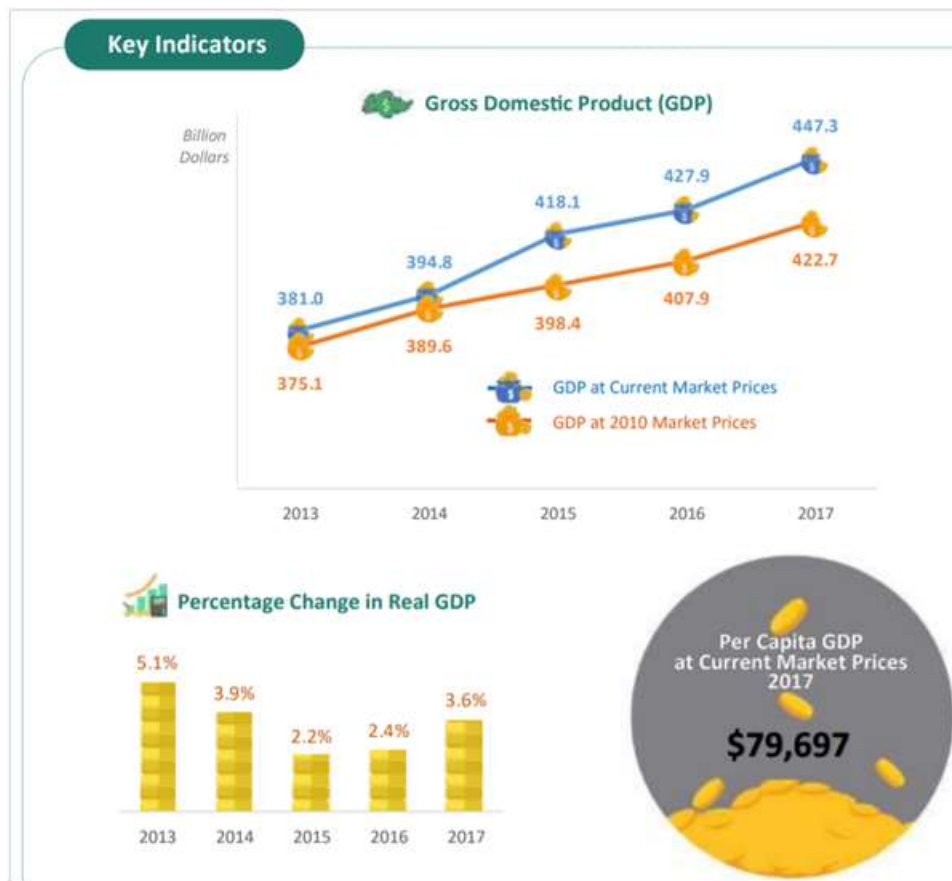 Key Indicators
Gross Domestic Product (GDP)
Billion
Dollars
447.3
427.9
418.1
394.8
381.0
422.7
407.9
398.4
389.6
375.1
GDP at Current Market Prices
GDP at 2010 Market Prices
2013 2014 2015 2016 2017
Percentage Change in Real GDP
5.1%
3.9%
2.2%
2.4%
3.6%
2013 2014 2015 2016 2017
Per Capita GDP
at Current Market Prices
2017
$79,697